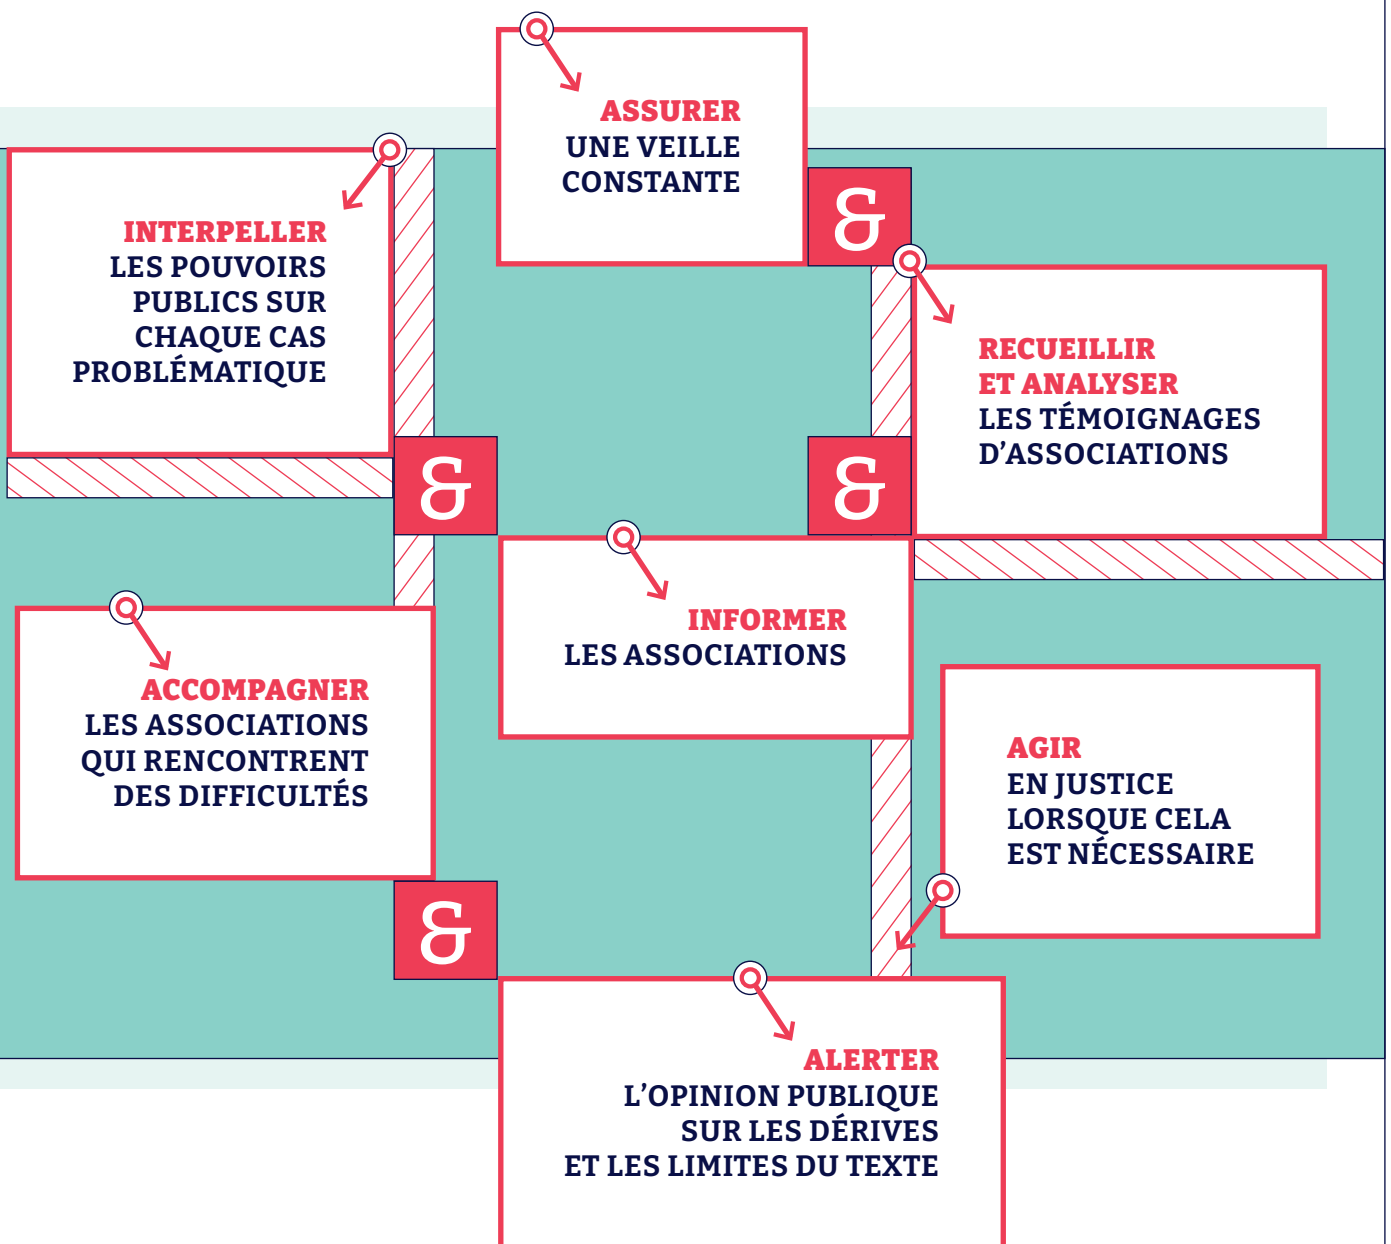 ASSURER
UNE VEILLE
CONSTANTE
&
INTERPELLER
LES POUVOIRS
PUBLICS SUR
CHAQUE CAS
PROBLÉMATIQUE
RECUEILLIR
ET ANALYSER
LES TÉMOIGNAGES
D’ASSOCIATIONS
&
&
INFORMER
LES ASSOCIATIONS
ACCOMPAGNER
LES ASSOCIATIONS
QUI RENCONTRENT
DES DIFFICULTÉS
AGIR
EN JUSTICE
LORSQUE CELA
EST NÉCESSAIRE
&
ALERTER
L’OPINION PUBLIQUE
SUR LES DÉRIVES
ET LES LIMITES DU TEXTE